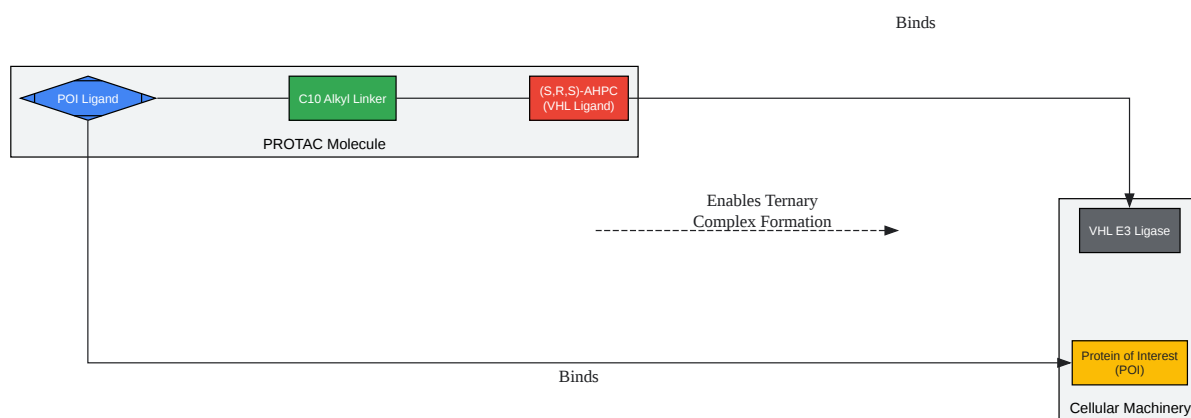 Binds
POI Ligand
C10 Alkyl Linker
(S,R,S)-AHPC
(VHL Ligand)
PROTAC Molecule
Enables Ternary
Complex Formation
VHL E3 Ligase
Protein of Interest
(POI)
Binds
Cellular Machinery